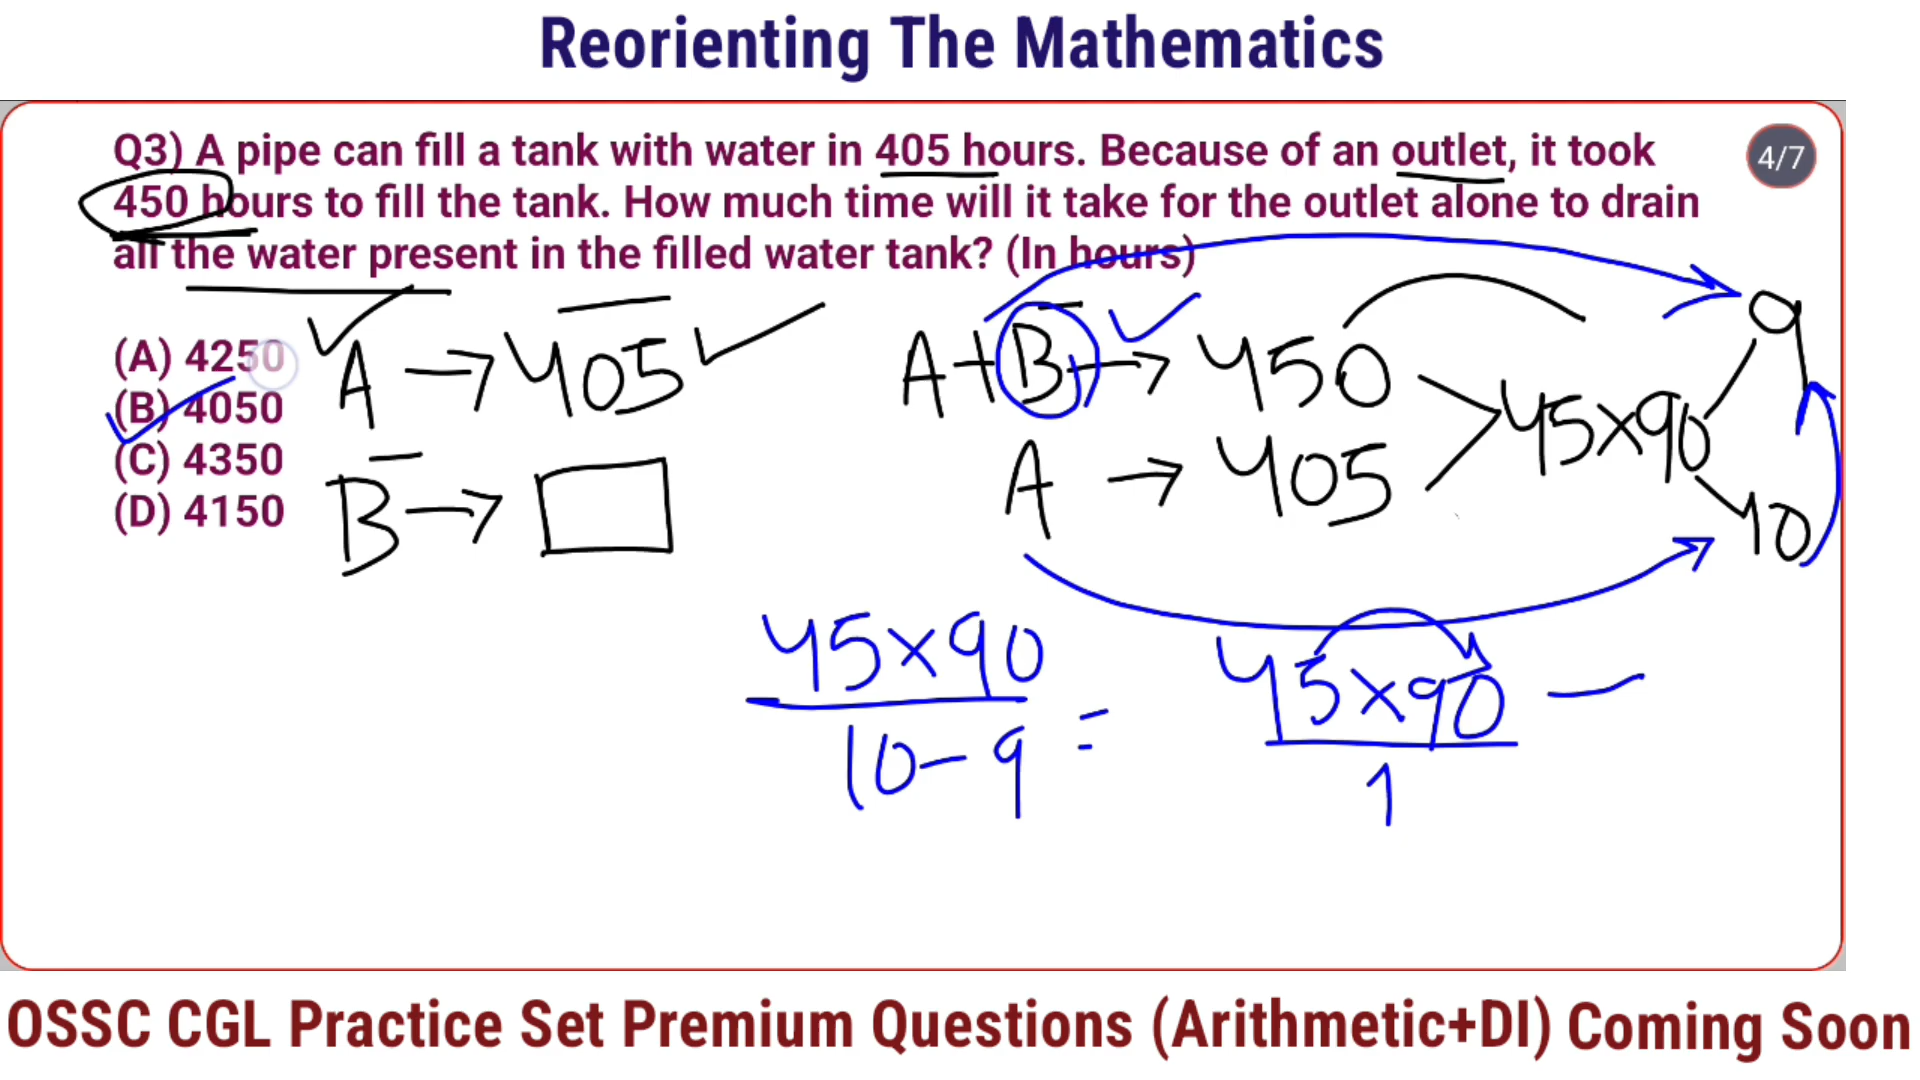 Reorienting The Mathematics
Q3) A pipe can fill a tank with water in 405 hours. Because of an outlet, it took
450 hours to fill the tank. How much time will it take for the outlet alone to drain
all the water present in the filled water tank? (In hours)
4/7
(A) 4250
(B) 4050
(C) 4350
(D) 4150
A → 405
B →
A+B → 450
A → 405
45×90
9
10
45×90
10-9
=
45×90
1
OSSC CGL Practice Set Premium Questions (Arithmetic+DI) Coming Soon